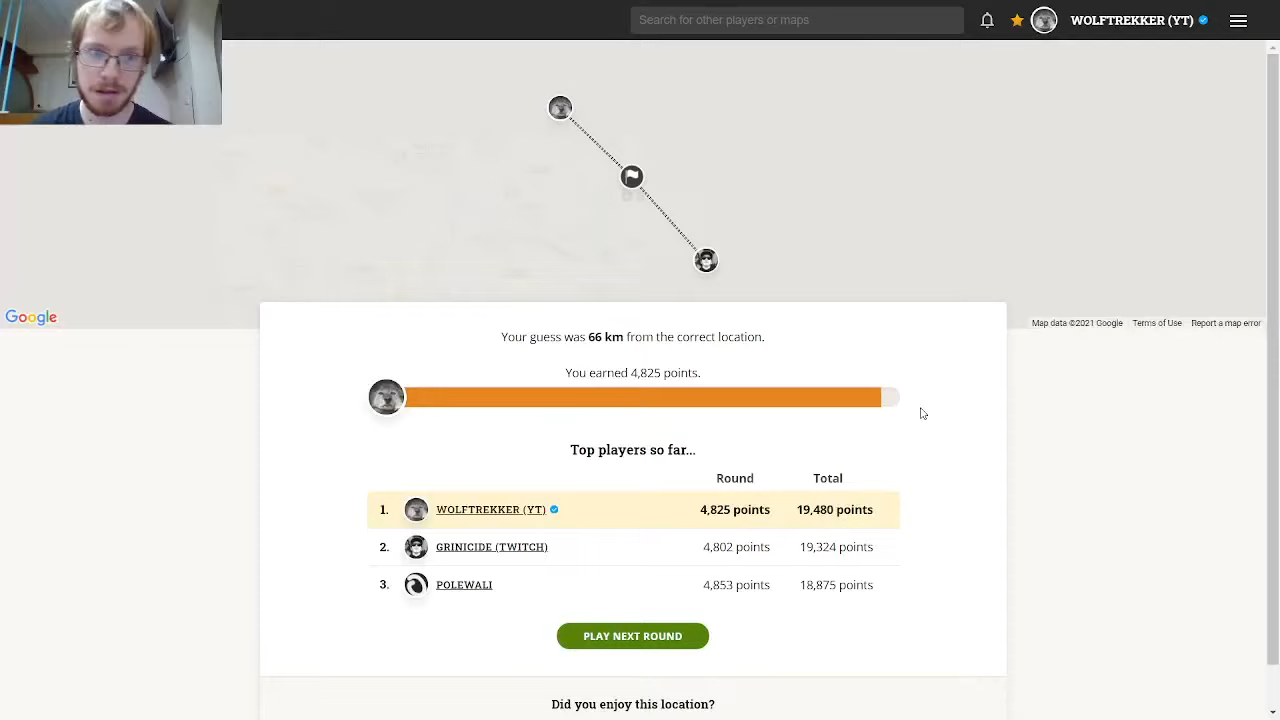 Search for other players or maps
WOLFTREKKER (YT)
Google
Map data ©2021 Google Terms of Use Report a map error
Your guess was 66 km from the correct location.
You earned 4,825 points.
Top players so far...
Round Total
1. WOLFTREKKER (YT) 4,825 points 19,480 points
2. GRINICIDE (TWITCH) 4,802 points 19,324 points
3. POLEWALI 4,853 points 18,875 points
PLAY NEXT ROUND
Did you enjoy this location?